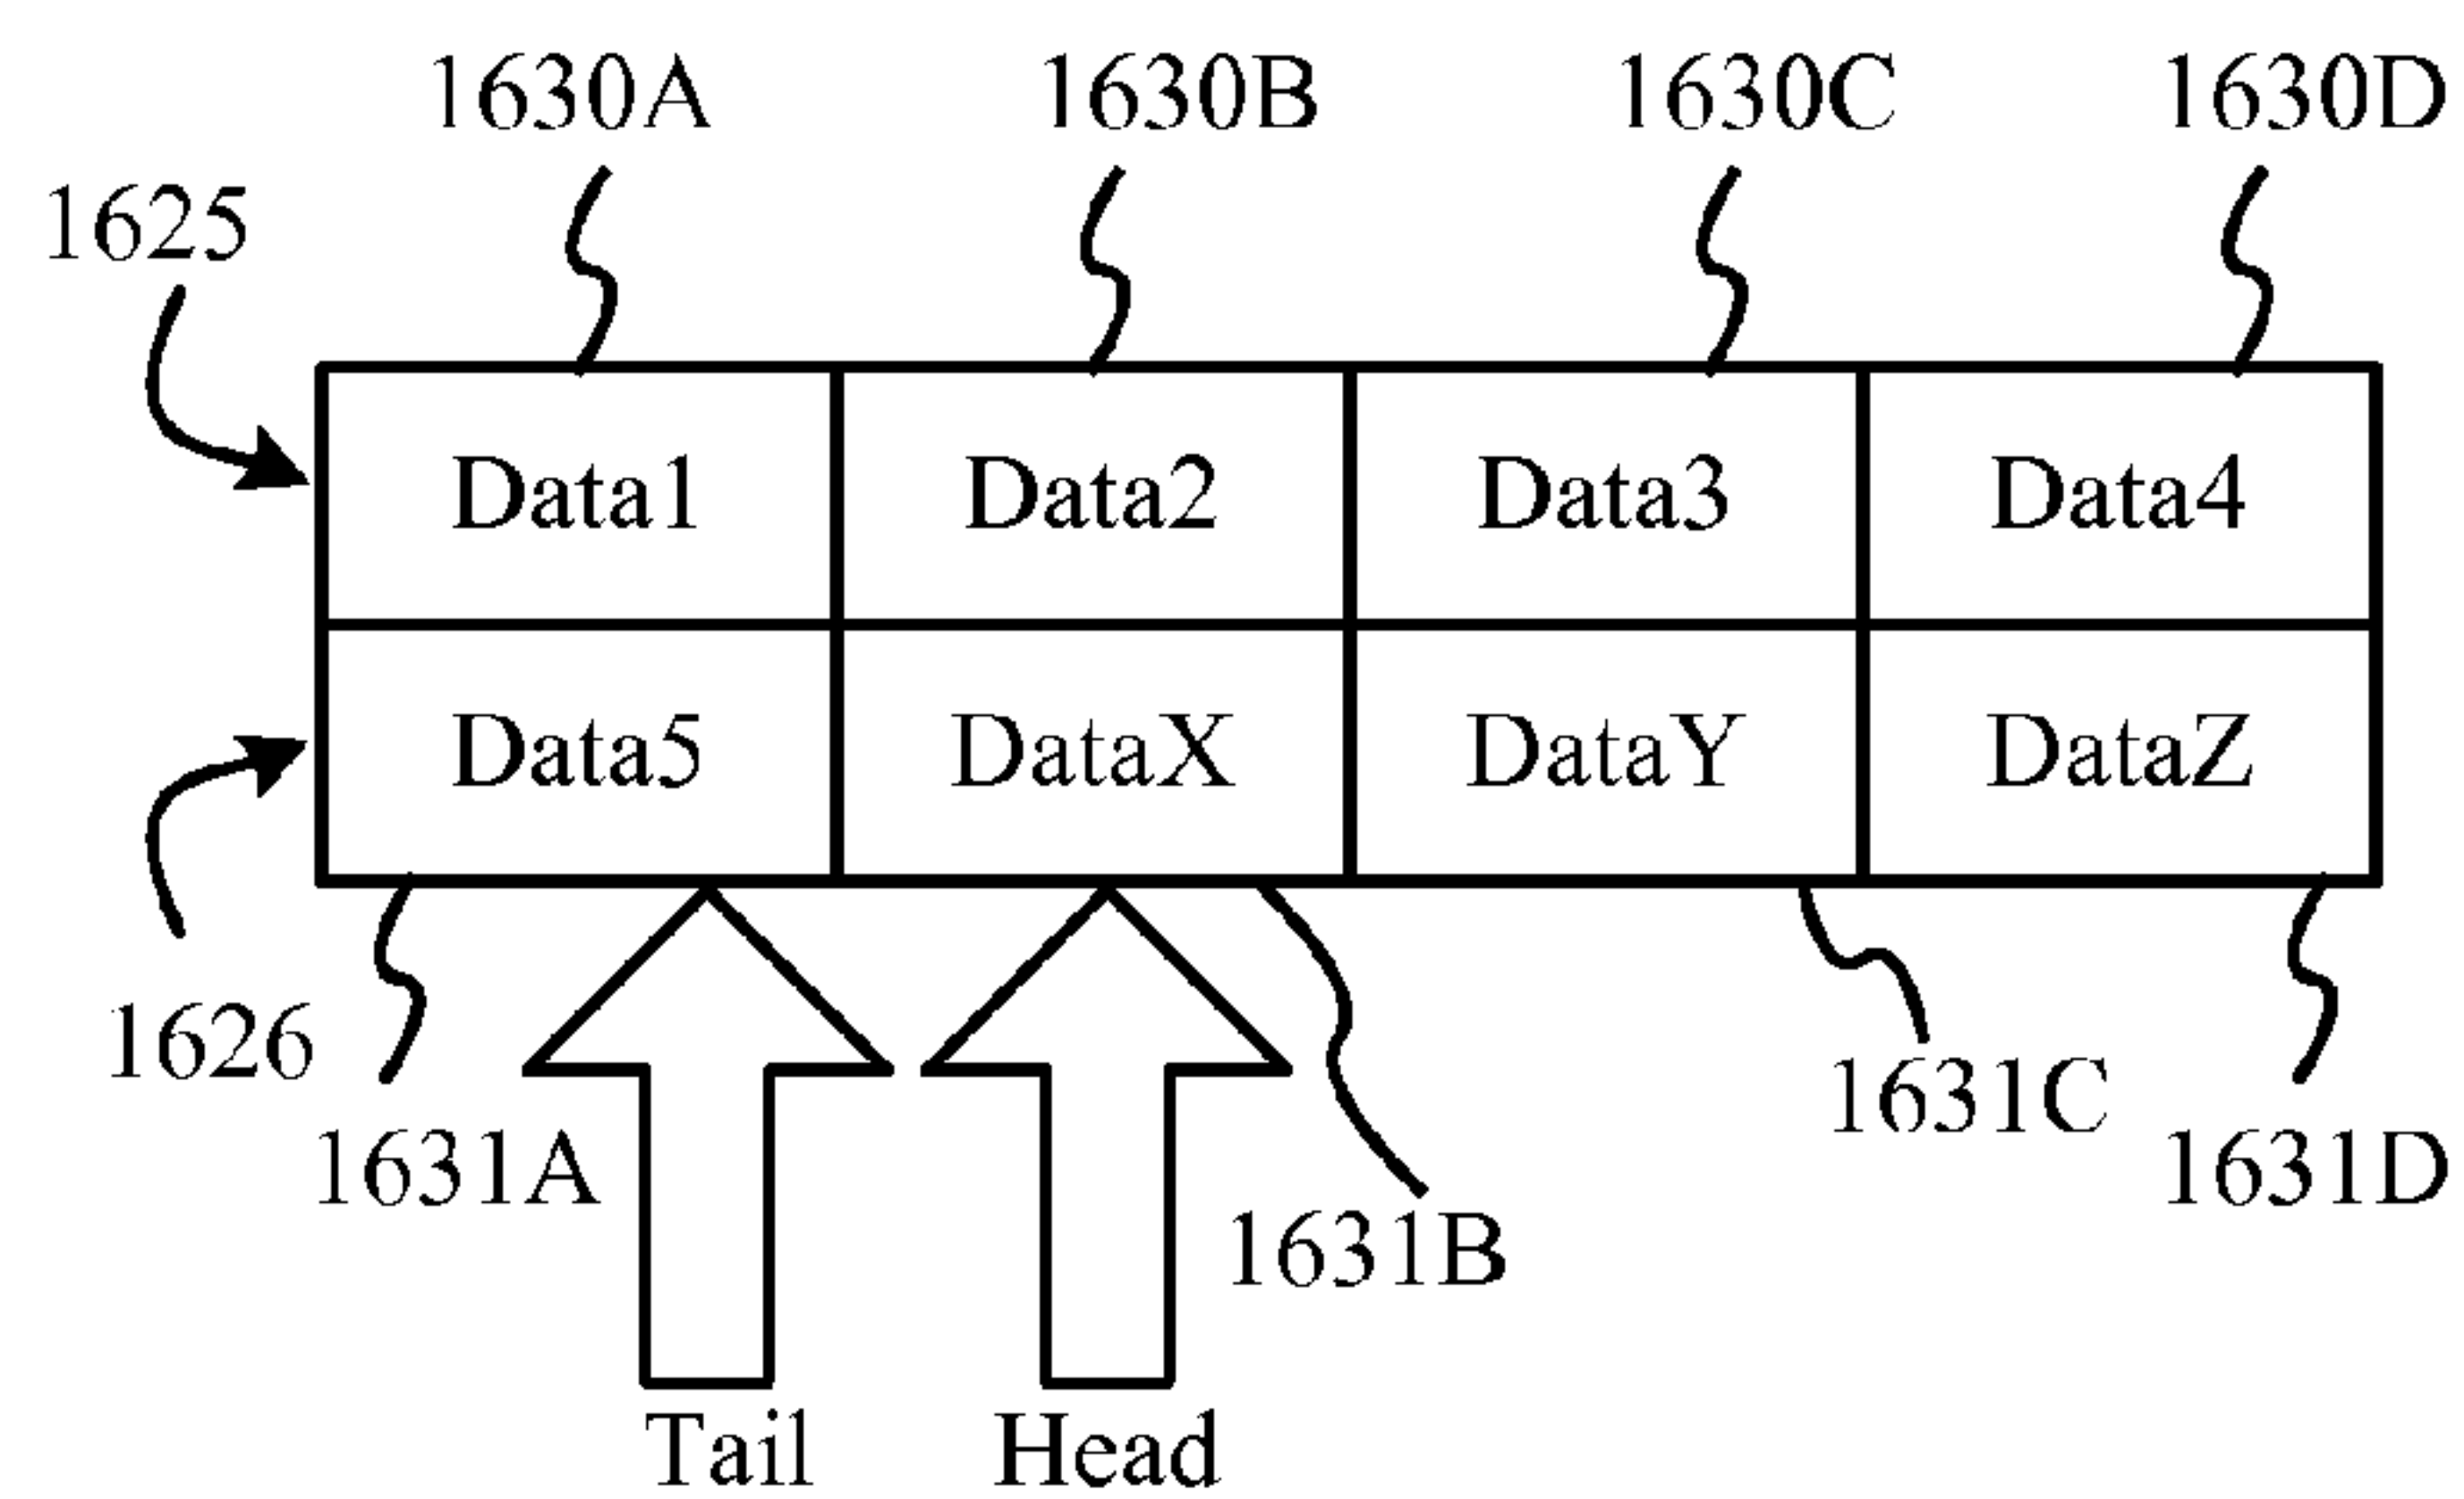 1630A 1630B 1630C 1630D
1625
Data1 Data2 Data3 Data4
Data5 DataX DataY DataZ
1626
1631C
1631A 1631D
1631B
Tail Head